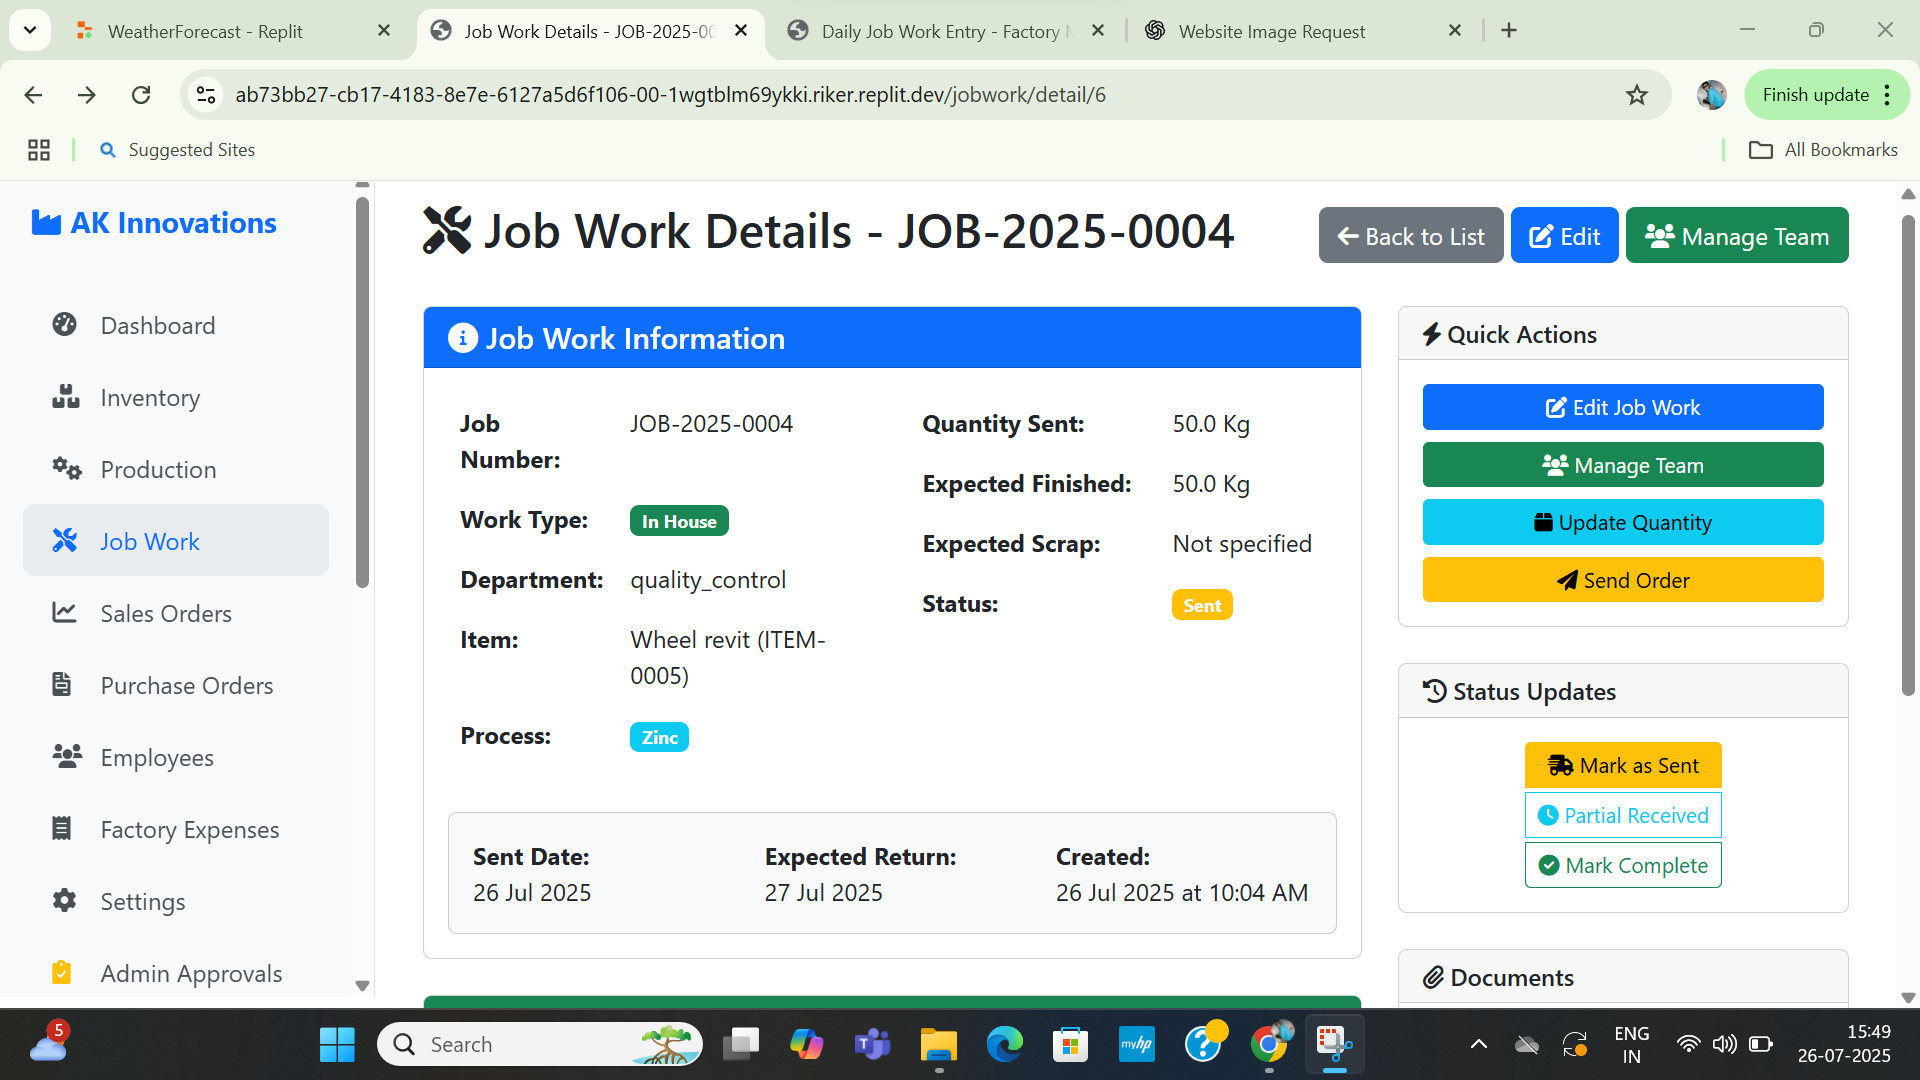 WeatherForecast - Replit
Job Work Details - JOB-2025-00
Daily Job Work Entry - Factory M
Website Image Request
ab73bb27-cb17-4183-8e7e-6127a5d6f106-00-1wgtblm69ykki.riker.replit.dev/jobwork/detail/6
Finish update
Suggested Sites
All Bookmarks
AK Innovations
Dashboard
Inventory
Production
Job Work
Sales Orders
Purchase Orders
Employees
Factory Expenses
Settings
Admin Approvals
Job Work Details - JOB-2025-0004
Back to List
Edit
Manage Team
Job Work Information
Job
Number:
JOB-2025-0004
Work Type:
In House
Department:
quality_control
Item:
Wheel revit (ITEM-
0005)
Process:
Zinc
Quantity Sent:
50.0 Kg
Expected Finished:
50.0 Kg
Expected Scrap:
Not specified
Status:
Sent
Sent Date:
26 Jul 2025
Expected Return:
27 Jul 2025
Created:
26 Jul 2025 at 10:04 AM
Quick Actions
Edit Job Work
Manage Team
Update Quantity
Send Order
Status Updates
Mark as Sent
Partial Received
Mark Complete
Documents
5
Search
T
myhp
ENG
IN
15:49
26-07-2025